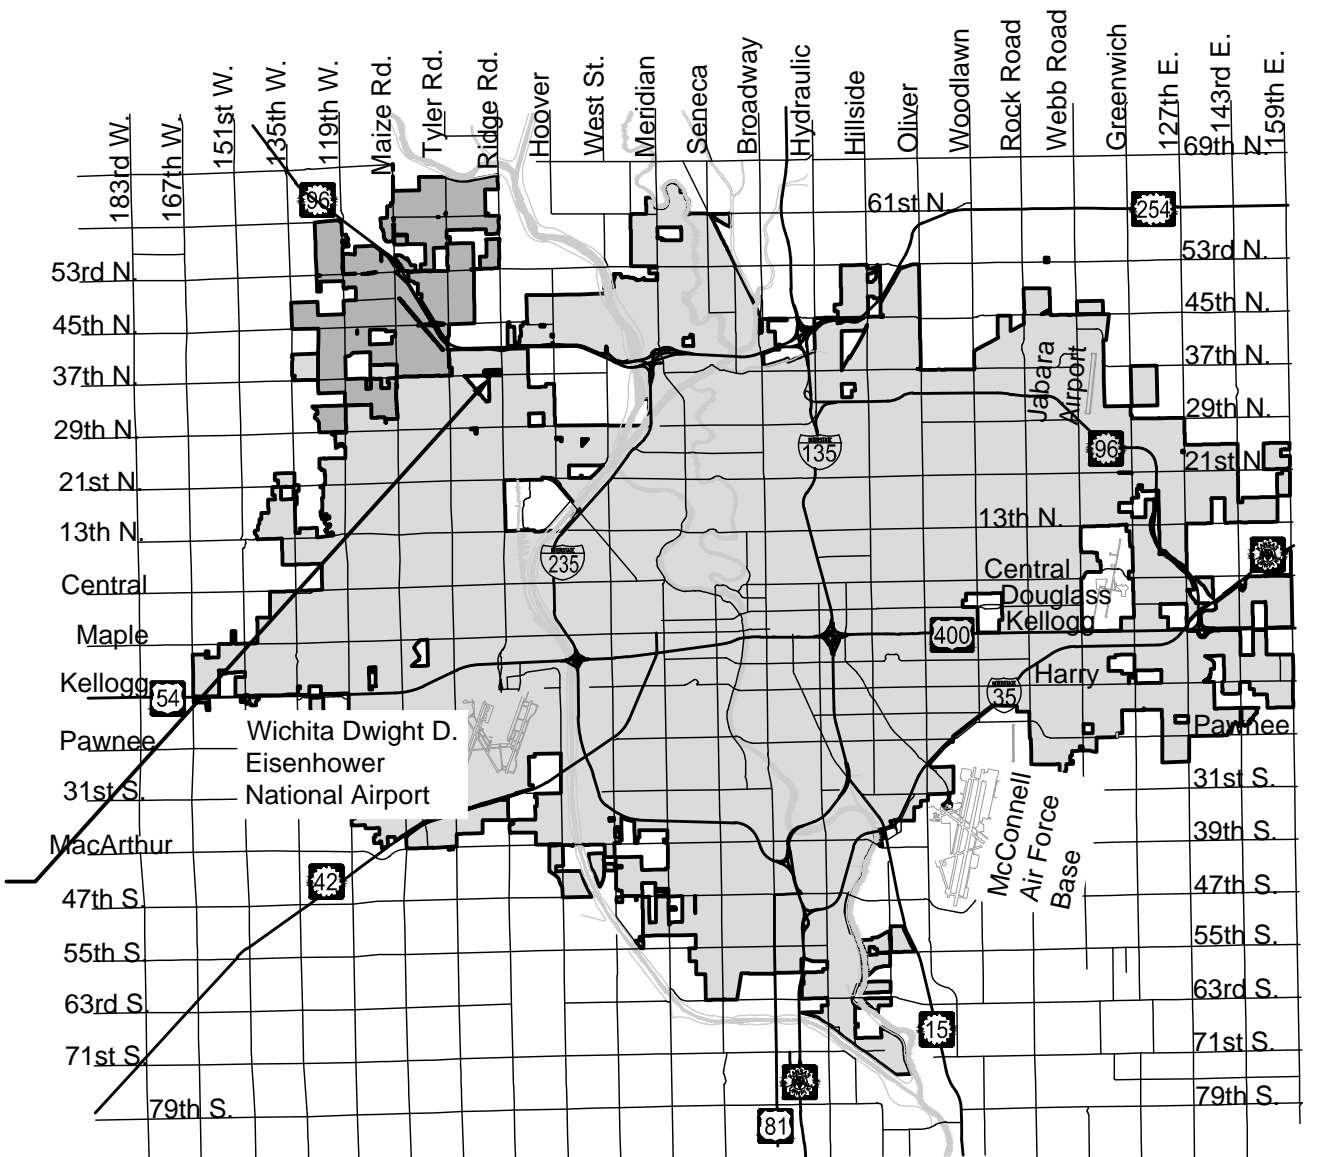 183rd W.
167th W.
151st W.
135th W.
119th W.
Maize Rd.
Tyler Rd.
Ridge Rd.
Hoover
West St.
Meridian
Seneca
Broadway
Hydraulic
Hillside
Oliver
Woodlawn
Rock Road
Webb Road
Greenwich
127th E.
143rd E.
159th E.
69th N.
96
61st N
254
53rd N.
53rd N.
45th N.
45th N.
37th N.
37th N.
Jabara
Airport
29th N.
29th N
135
96
21st N
21st N.
13th N.
13th N.
235
Central
Central
Douglass
Kellogg
Maple
400
Kellogg
54
Harry
35
Pawnee
Pawnee
Wichita Dwight D.
Eisenhower
National Airport
31st S.
31st S.
McConnell
Air Force
Base
MacArthur
39th S.
42
47th S.
47th S.
55th S.
55th S.
63rd S.
63rd S.
15
71st S.
71st S.
79th S.
79th S.
81